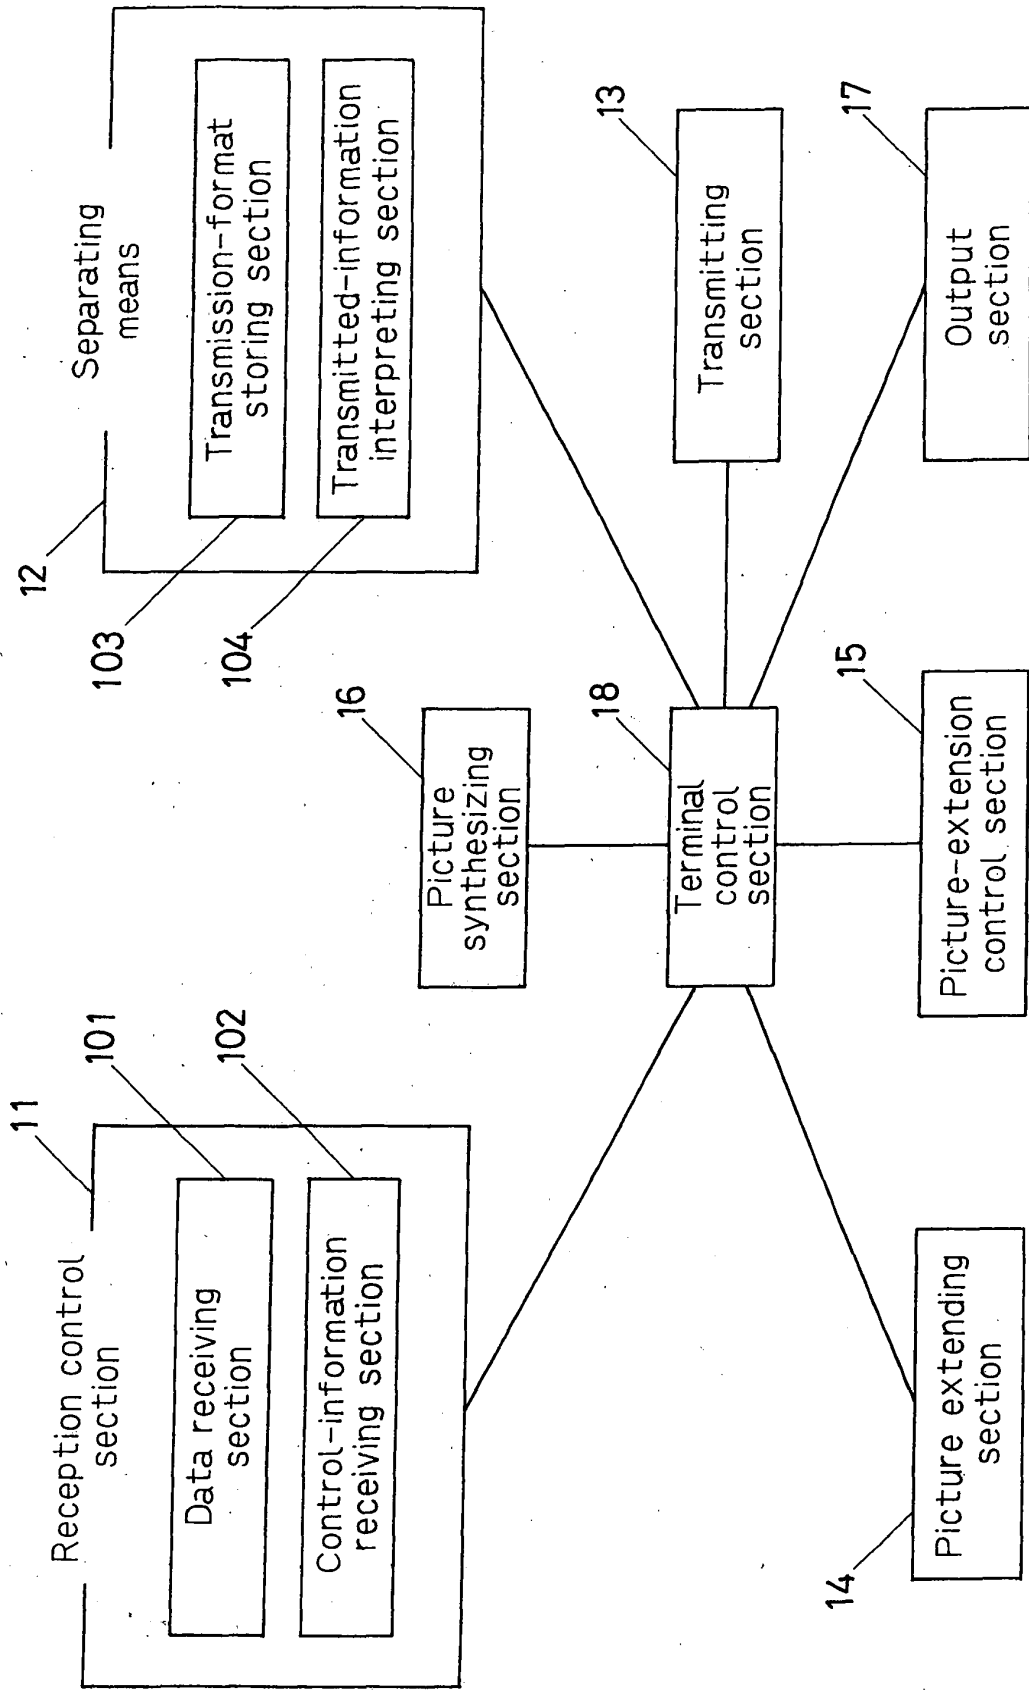 11
Reception control
section
101
Data receiving
section
102
Control-information
receiving section
12
Separating
means
103
Transmission-format
storing section
104
Transmitted-information
interpreting section
16
Picture
synthesizing
section
18
Terminal
control
section
13
Transmitting
section
14
Picture extending
section
15
Picture-extension
control section
17
Output
section